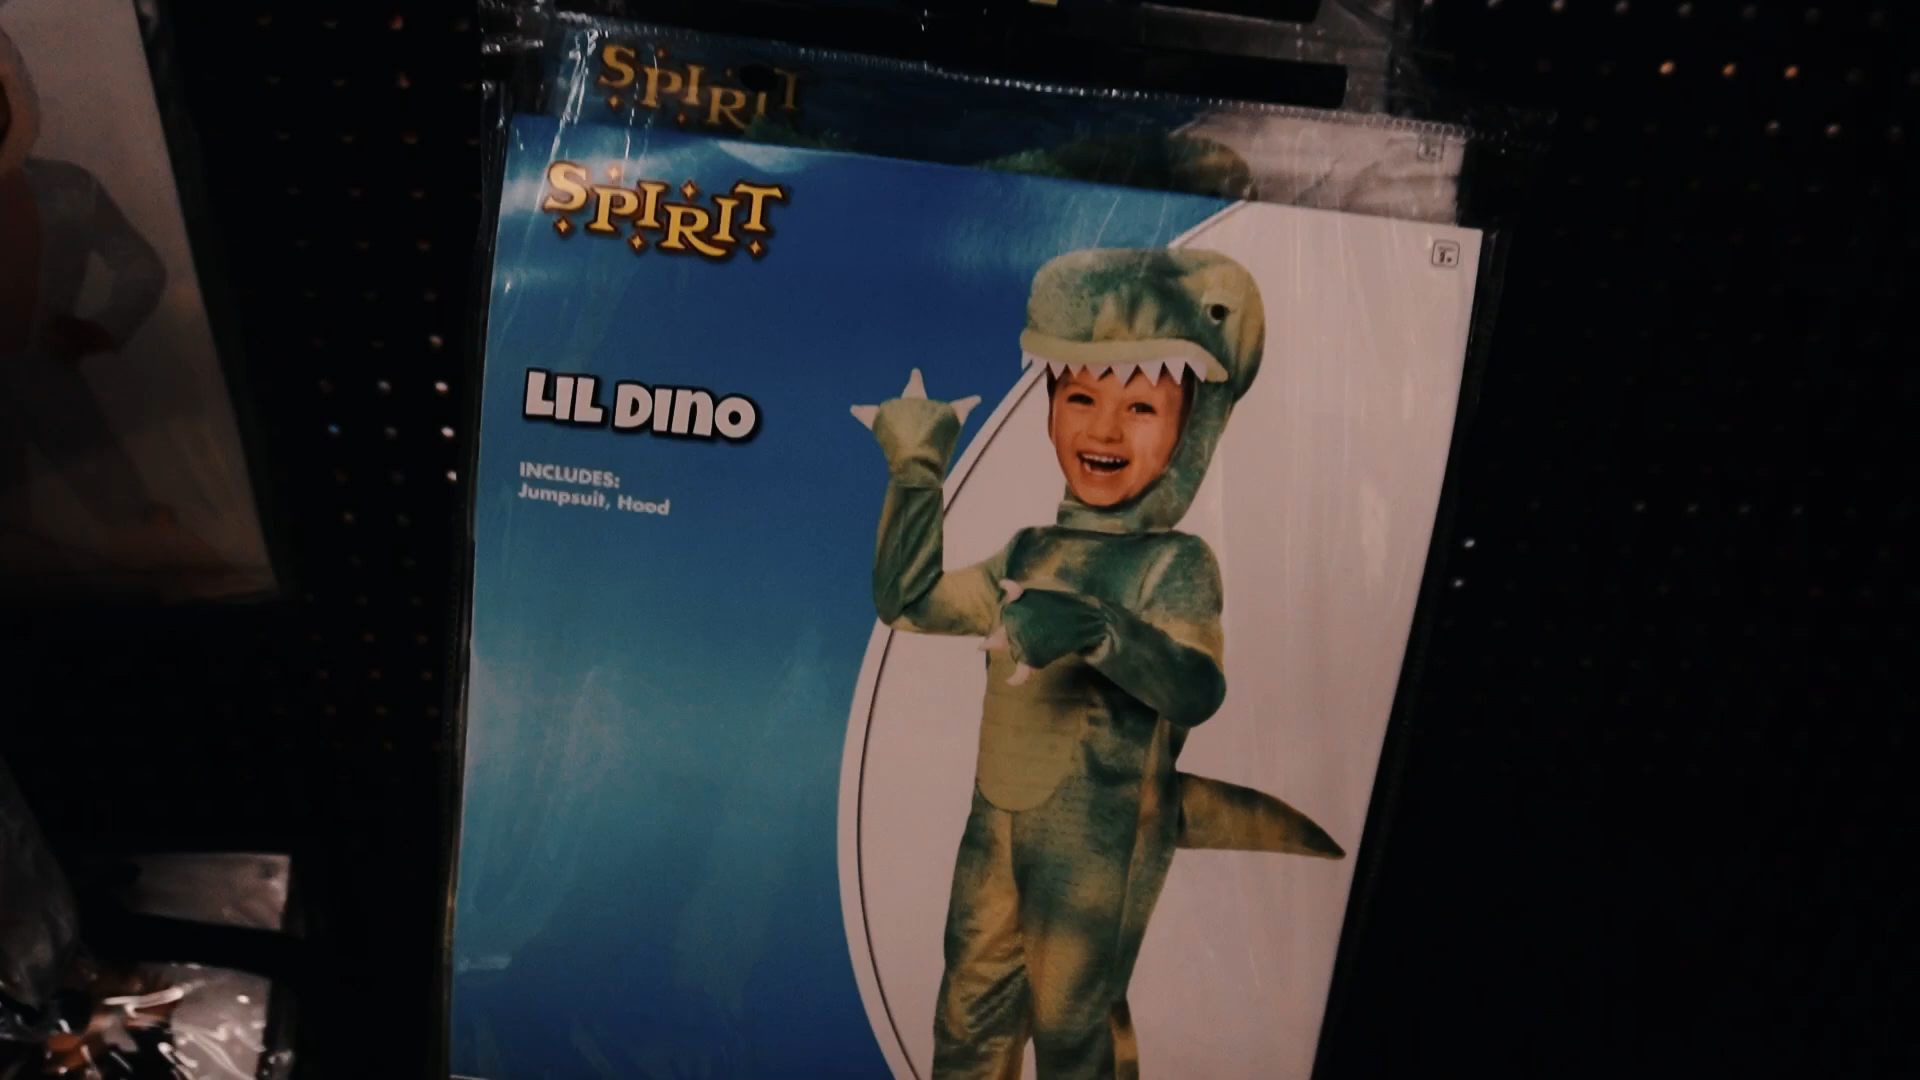 SPIRIT
SPIRIT
LIL DINO
INCLUDES:
Jumpsuit, Hood